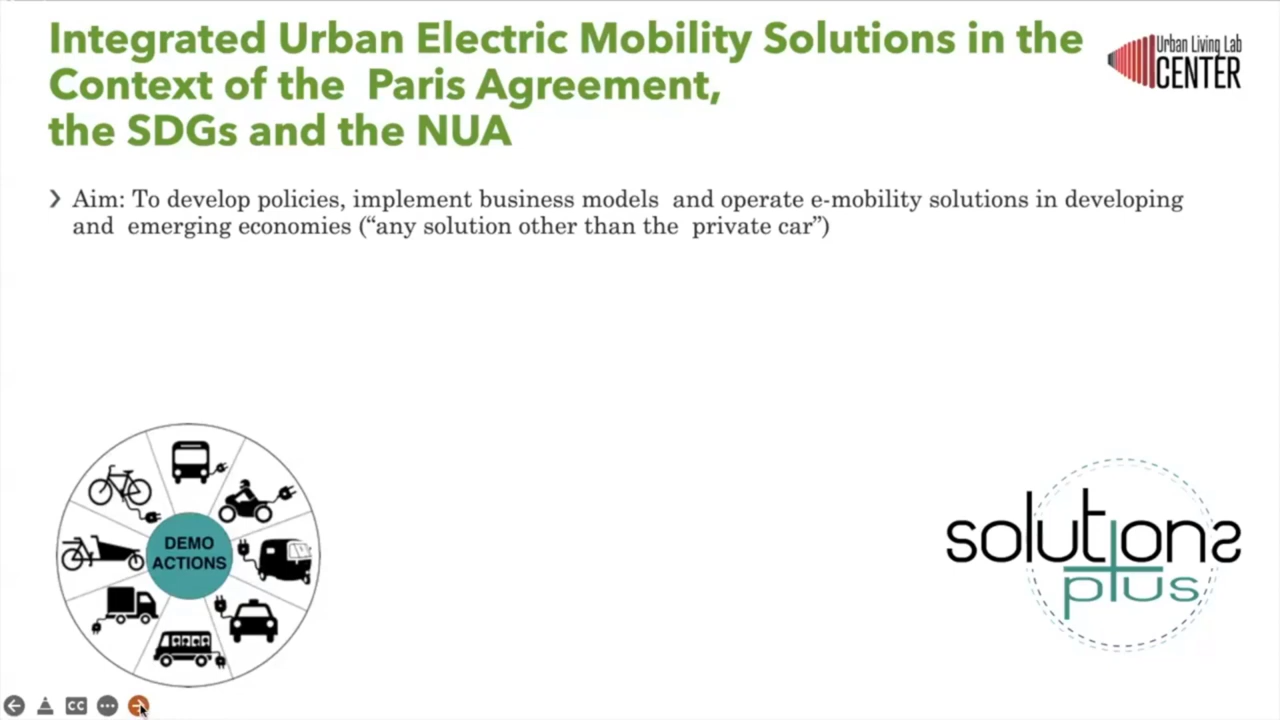 Integrated Urban Electric Mobility Solutions in the
Context of the Paris Agreement,
the SDGs and the NUA
Urban Living Lab
CENTER
Aim: To develop policies, implement business models and operate e-mobility solutions in developing
and emerging economies (“any solution other than the private car”)
DEMO
ACTIONS
solutions
plus
CC